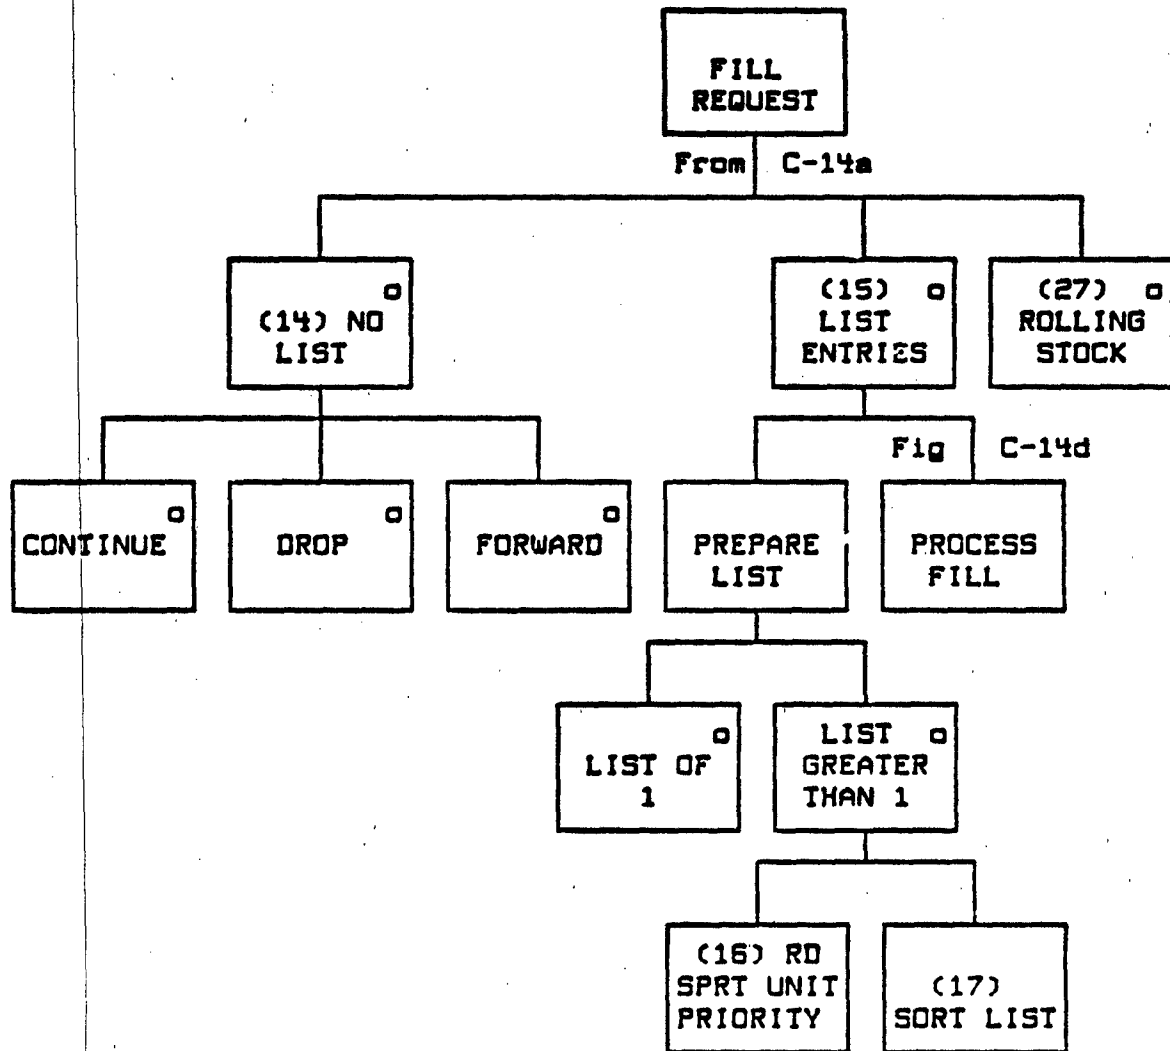 FILL
REQUEST
From C-14a
(14) NO
LIST
(15)
LIST
ENTRIES
(27)
ROLLING
STOCK
Fig C-14d
CONTINUE
DROP
FORWARD
PREPARE
LIST
PROCESS
FILL
LIST OF
1
LIST
GREATER
THAN 1
(16) RD
SPRT UNIT
PRIORITY
(17)
SORT LIST